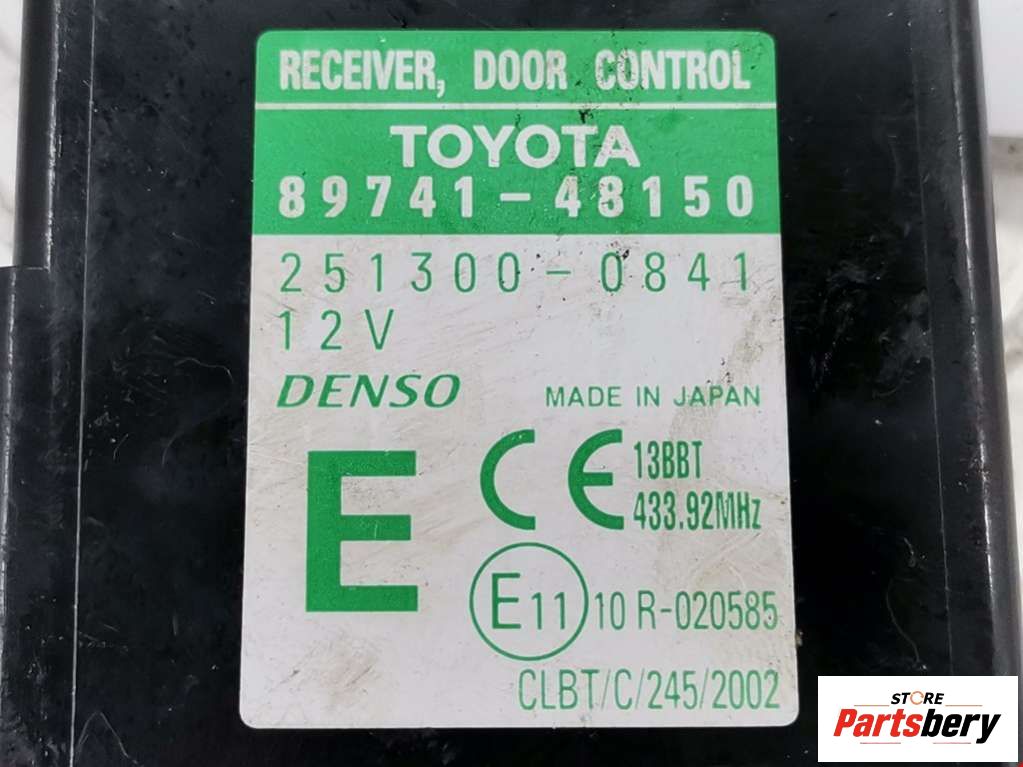 RECEIVER, DOOR CONTROL
TOYOTA
89741-48150
251300-0841
12V
DENSO MADE IN JAPAN
E CE 13BBT
433.92MHz
E11 10 R-020585
CLBT/C/245/2002
STORE
Partsbery